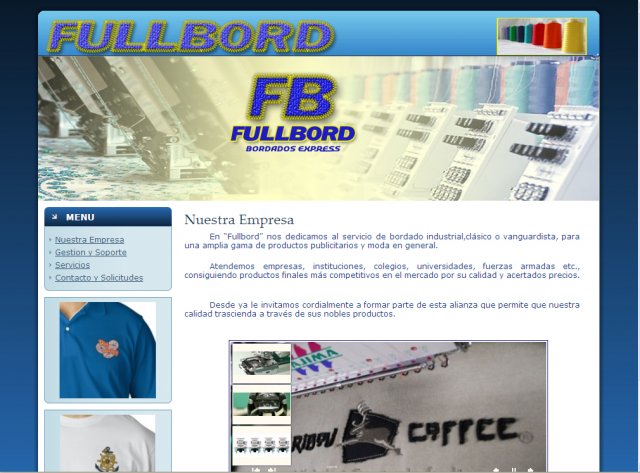 FULLBORD
FB
FULLBORD
BORDADOS EXPRESS
MENU
Nuestra Empresa
Gestion y Soporte
Servicios
Contacto y Solicitudes
Nuestra Empresa
En "Fullbord" nos dedicamos al servicio de bordado industrial,clásico o vanguardista, para
una amplia gama de productos publicitarios y moda en general.
Atendemos empresas, instituciones, colegios, universidades, fuerzas armadas etc.,
consiguiendo productos finales más competitivos en el mercado por su calidad y acertados precios.
Desde ya le invitamos cordialmente a formar parte de esta alianza que permite que nuestra
calidad trascienda a través de sus nobles productos.
COFFEE